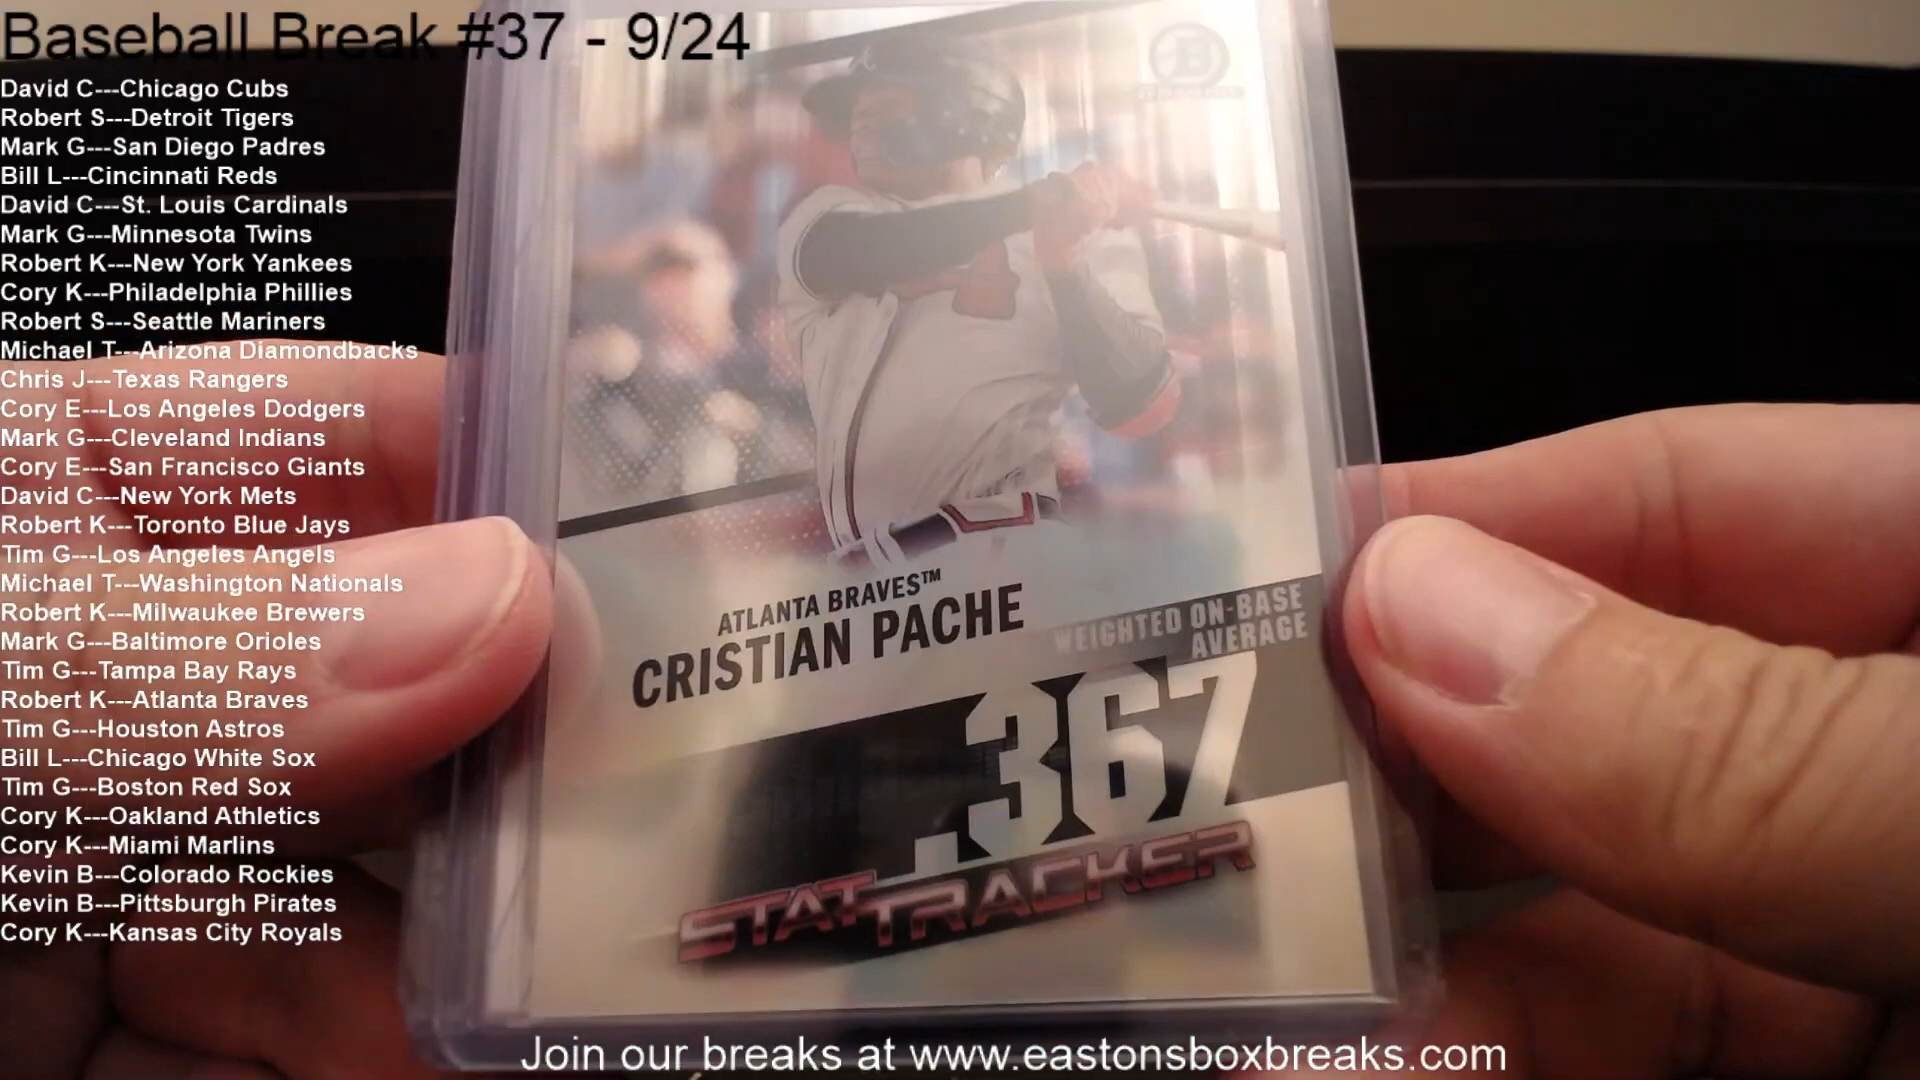 Baseball Break #37 - 9/24
David C---Chicago Cubs
Robert S---Detroit Tigers
Mark G---San Diego Padres
Bill L---Cincinnati Reds
David C---St. Louis Cardinals
Mark G---Minnesota Twins
Robert K---New York Yankees
Cory K---Philadelphia Phillies
Robert S---Seattle Mariners
Michael T---Arizona Diamondbacks
Chris J---Texas Rangers
Cory E---Los Angeles Dodgers
Mark G---Cleveland Indians
Cory E---San Francisco Giants
David C---New York Mets
Robert K---Toronto Blue Jays
Tim G---Los Angeles Angels
Michael T---Washington Nationals
Robert K---Milwaukee Brewers
Mark G---Baltimore Orioles
Tim G---Tampa Bay Rays
Robert K---Atlanta Braves
Tim G---Houston Astros
Bill L---Chicago White Sox
Tim G---Boston Red Sox
Cory K---Oakland Athletics
Cory K---Miami Marlins
Kevin B---Colorado Rockies
Kevin B---Pittsburgh Pirates
Cory K---Kansas City Royals
B
ATLANTA BRAVES™
CRISTIAN PACHE
WEIGHTED ON-BASE
AVERAGE
.367
STAT TRACKER
Join our breaks at www.eastonsboxbreaks.com